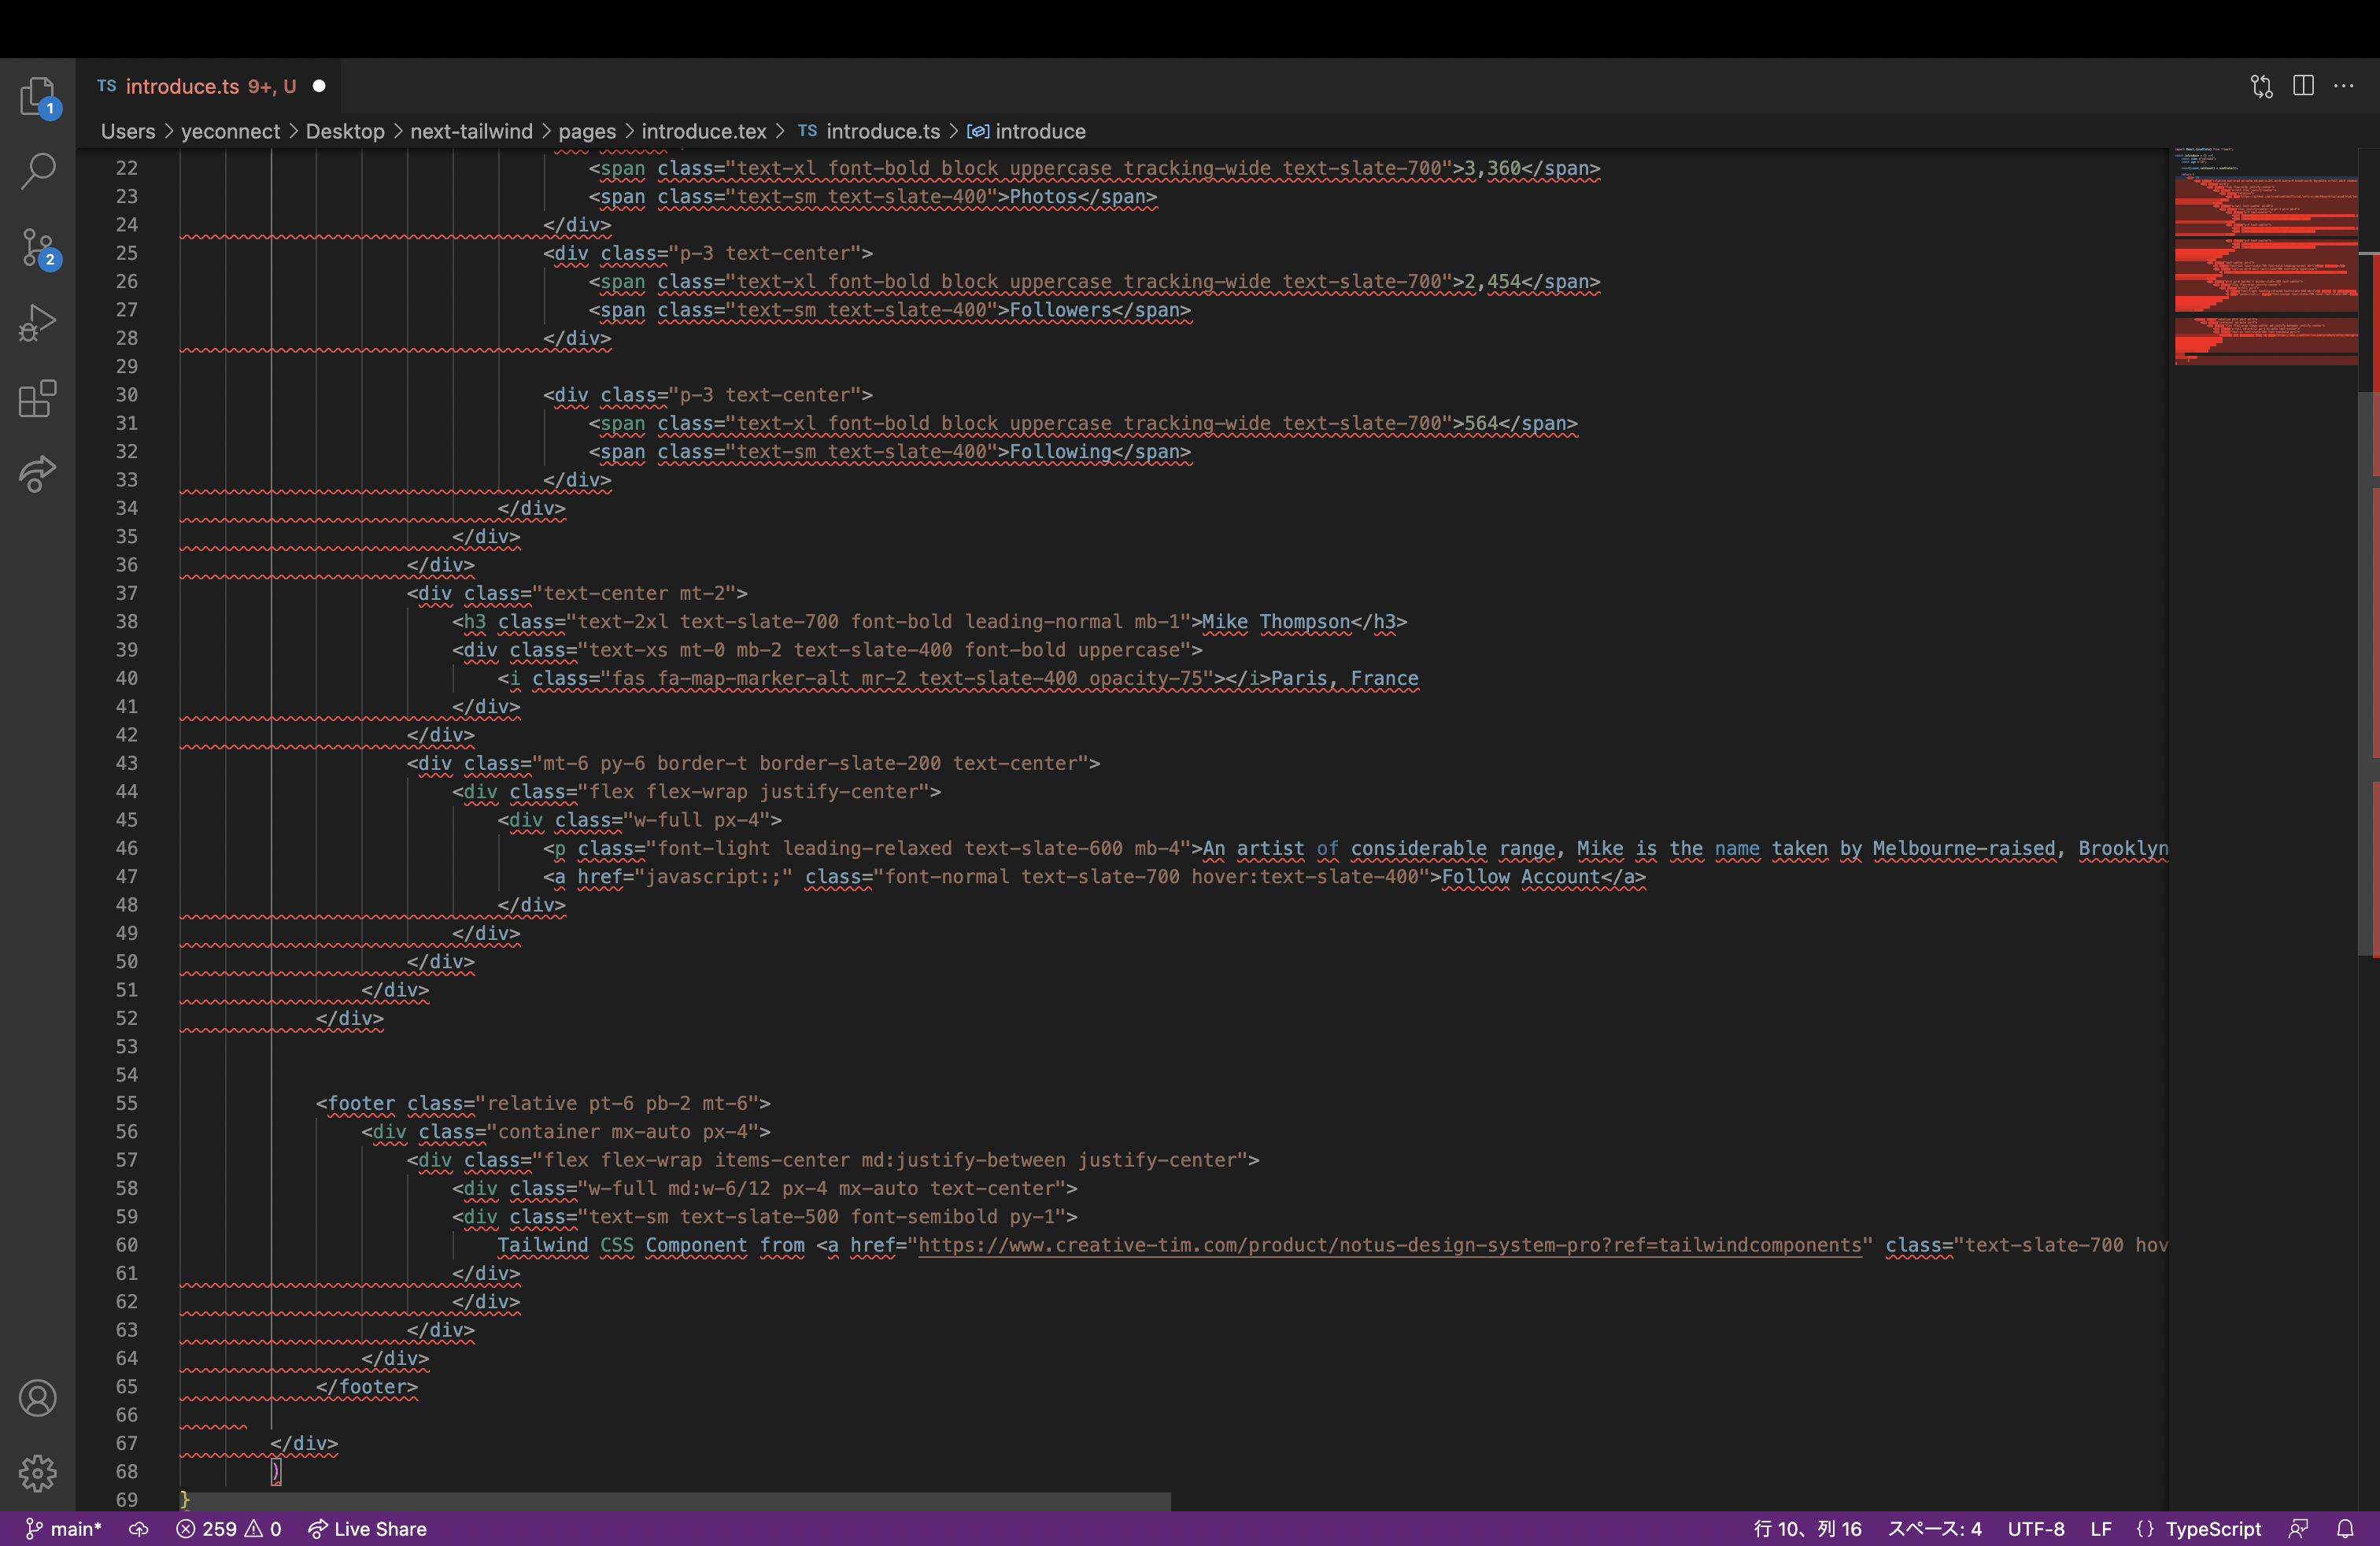 TS introduce.ts 9+, U
Users > yeconnect > Desktop > next-tailwind > pages > introduce.tex > TS introduce.ts > introduce
22 <span class="text-xl font-bold block uppercase tracking-wide text-slate-700">3,360</span>
23 <span class="text-sm text-slate-400">Photos</span>
24 </div>
25 <div class="p-3 text-center">
26 <span class="text-xl font-bold block uppercase tracking-wide text-slate-700">2,454</span>
27 <span class="text-sm text-slate-400">Followers</span>
28 </div>
29
30 <div class="p-3 text-center">
31 <span class="text-xl font-bold block uppercase tracking-wide text-slate-700">564</span>
32 <span class="text-sm text-slate-400">Following</span>
33 </div>
34 </div>
35 </div>
36 </div>
37 <div class="text-center mt-2">
38 <h3 class="text-2xl text-slate-700 font-bold leading-normal mb-1">Mike Thompson</h3>
39 <div class="text-xs mt-0 mb-2 text-slate-400 font-bold uppercase">
40 <i class="fas fa-map-marker-alt mr-2 text-slate-400 opacity-75"></i>Paris, France
41 </div>
42 </div>
43 <div class="mt-6 py-6 border-t border-slate-200 text-center">
44 <div class="flex flex-wrap justify-center">
45 <div class="w-full px-4">
46 <p class="font-light leading-relaxed text-slate-600 mb-4">An artist of considerable range, Mike is the name taken by Melbourne-raised, Brooklyn
47 <a href="javascript:;" class="font-normal text-slate-700 hover:text-slate-400">Follow Account</a>
48 </div>
49 </div>
50 </div>
51 </div>
52 </div>
53
54
55 <footer class="relative pt-6 pb-2 mt-6">
56 <div class="container mx-auto px-4">
57 <div class="flex flex-wrap items-center md:justify-between justify-center">
58 <div class="w-full md:w-6/12 px-4 mx-auto text-center">
59 <div class="text-sm text-slate-500 font-semibold py-1">
60 Tailwind CSS Component from <a href="https://www.creative-tim.com/product/notus-design-system-pro?ref=tailwindcomponents" class="text-slate-700 hov
61 </div>
62 </div>
63 </div>
64 </div>
65 </footer>
66
67 </div>
68 )
69 }
1
2
main* 259 0 Live Share 行 10、列 16 スペース: 4 UTF-8 LF {} TypeScript